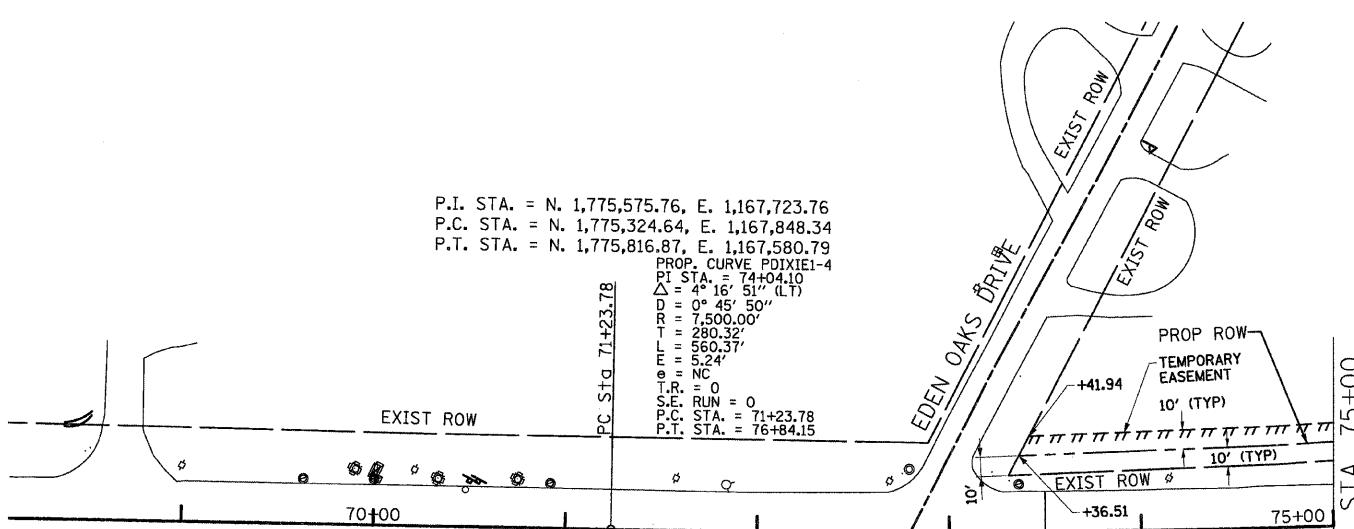 P.I. STA. = N. 1,775,575.76, E. 1,167,723.76
P.C. STA. = N. 1,775,324.64, E. 1,167,848.34
P.T. STA. = N. 1,775,816.87, E. 1,167,580.79
PROP. CURVE PDIXIE1-4
PI STA. = 74+04.10
Δ = 4° 16' 51" (LT)
D = 0° 45' 50"
R = 7,500.00'
T = 280.32'
L = 560.37'
E = 5.24'
e = NC
T.R. = 0
S.E. RUN = 0
P.C. STA. = 71+23.78
P.T. STA. = 76+84.15
PC Sta 71+23.78
EXIST ROW
70+00
EDEN OAKS DRIVE
EXIST ROW
EXIST ROW
PROP ROW
TEMPORARY
EASEMENT
+41.94
10' (TYP)
10' (TYP)
EXIST ROW
10'
+36.51
75+00
STA 75+00